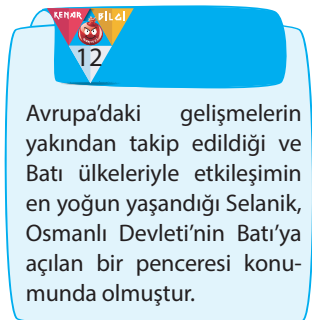 KENAR BİLGİ
12
Avrupa’daki gelişmelerin
yakından takip edildiği ve
Batı ülkeleriyle etkileşimin
en yoğun yaşandığı Selanik,
Osmanlı Devleti’nin Batı’ya
açılan bir penceresi konu-
munda olmuştur.